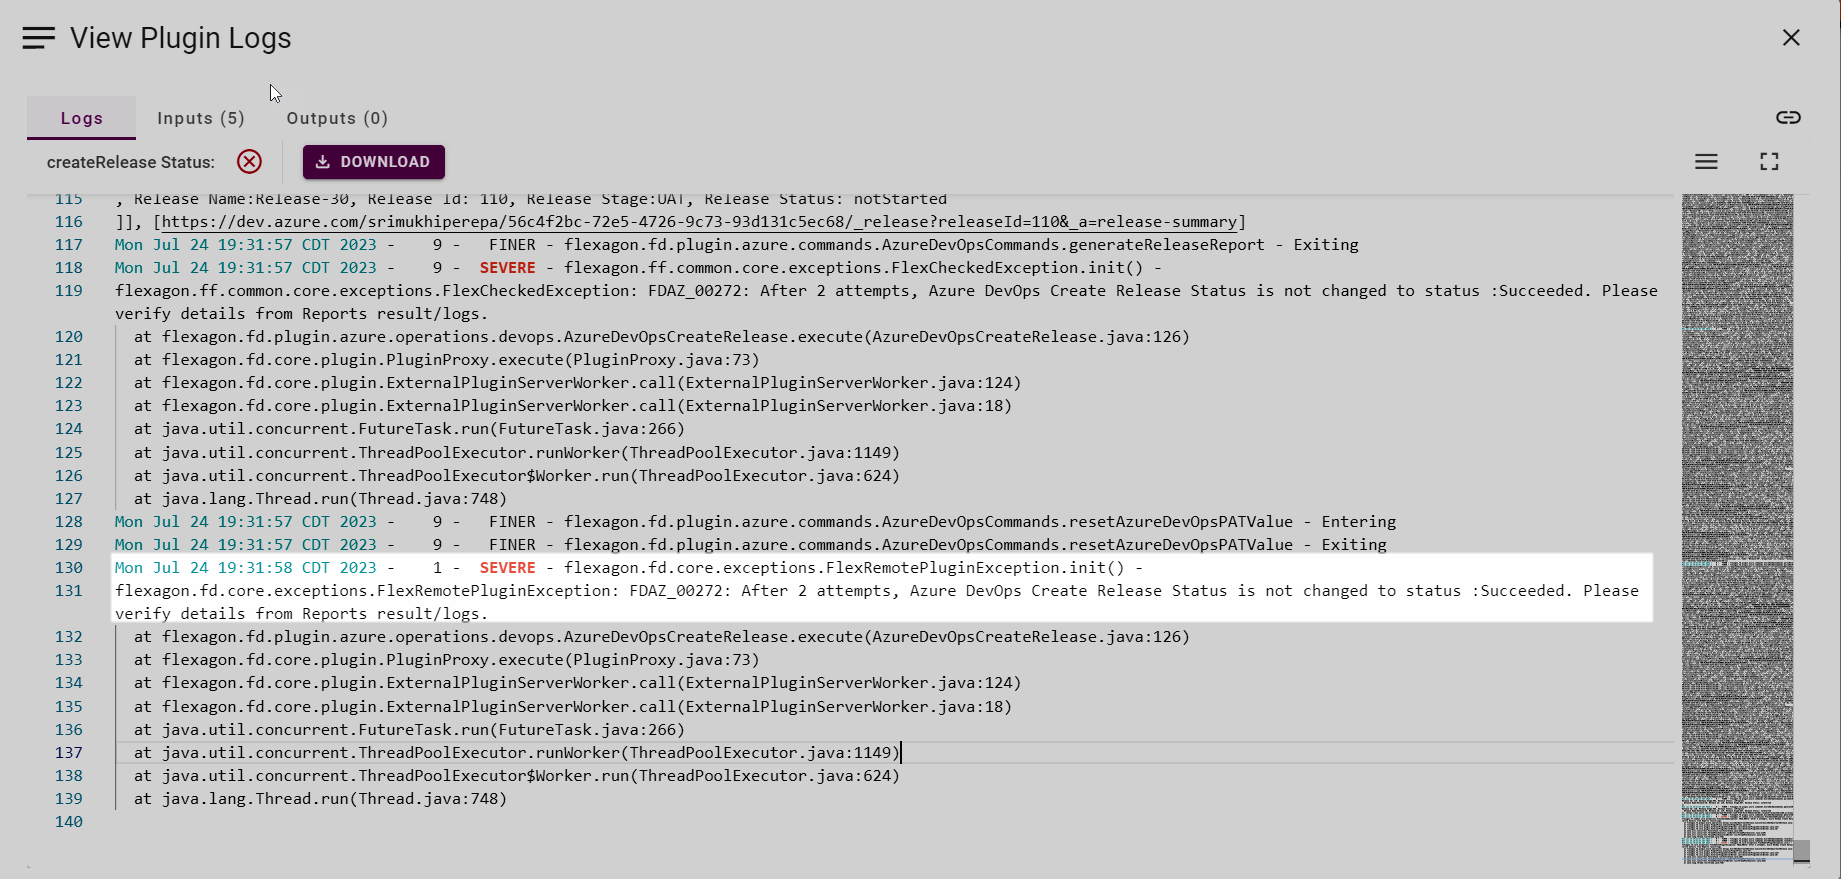 View Plugin Logs
Logs
Inputs (5)
Outputs (0)
createRelease Status:
DOWNLOAD
115 , Release Name:Release-30, Release Id: 110, Release Stage:UAT, Release Status: notStarted
116 ]], [https://dev.azure.com/srimukhiperepa/56c4f2bc-72e5-4726-9c73-93d131c5ec68/_release?releaseId=110&_a=release-summary]
117 Mon Jul 24 19:31:57 CDT 2023 - 9 - FINER - flexagon.fd.plugin.azure.commands.AzureDevOpsCommands.generateReleaseReport - Exiting
118 Mon Jul 24 19:31:57 CDT 2023 - 9 - SEVERE - flexagon.ff.common.core.exceptions.FlexCheckedException.init() -
119 flexagon.ff.common.core.exceptions.FlexCheckedException: FDAZ_00272: After 2 attempts, Azure DevOps Create Release Status is not changed to status :Succeeded. Please
verify details from Reports result/logs.
120 at flexagon.fd.plugin.azure.operations.devops.AzureDevOpsCreateRelease.execute(AzureDevOpsCreateRelease.java:126)
121 at flexagon.fd.core.plugin.PluginProxy.execute(PluginProxy.java:73)
122 at flexagon.fd.core.plugin.ExternalPluginServerWorker.call(ExternalPluginServerWorker.java:124)
123 at flexagon.fd.core.plugin.ExternalPluginServerWorker.call(ExternalPluginServerWorker.java:18)
124 at java.util.concurrent.FutureTask.run(FutureTask.java:266)
125 at java.util.concurrent.ThreadPoolExecutor.runWorker(ThreadPoolExecutor.java:1149)
126 at java.util.concurrent.ThreadPoolExecutor$Worker.run(ThreadPoolExecutor.java:624)
127 at java.lang.Thread.run(Thread.java:748)
128 Mon Jul 24 19:31:57 CDT 2023 - 9 - FINER - flexagon.fd.plugin.azure.commands.AzureDevOpsCommands.resetAzureDevOpsPATValue - Entering
129 Mon Jul 24 19:31:57 CDT 2023 - 9 - FINER - flexagon.fd.plugin.azure.commands.AzureDevOpsCommands.resetAzureDevOpsPATValue - Exiting
130 Mon Jul 24 19:31:58 CDT 2023 - 1 - SEVERE - flexagon.fd.core.exceptions.FlexRemotePluginException.init() -
131 flexagon.fd.core.exceptions.FlexRemotePluginException: FDAZ_00272: After 2 attempts, Azure DevOps Create Release Status is not changed to status :Succeeded. Please
verify details from Reports result/logs.
132 at flexagon.fd.plugin.azure.operations.devops.AzureDevOpsCreateRelease.execute(AzureDevOpsCreateRelease.java:126)
133 at flexagon.fd.core.plugin.PluginProxy.execute(PluginProxy.java:73)
134 at flexagon.fd.core.plugin.ExternalPluginServerWorker.call(ExternalPluginServerWorker.java:124)
135 at flexagon.fd.core.plugin.ExternalPluginServerWorker.call(ExternalPluginServerWorker.java:18)
136 at java.util.concurrent.FutureTask.run(FutureTask.java:266)
137 at java.util.concurrent.ThreadPoolExecutor.runWorker(ThreadPoolExecutor.java:1149)
138 at java.util.concurrent.ThreadPoolExecutor$Worker.run(ThreadPoolExecutor.java:624)
139 at java.lang.Thread.run(Thread.java:748)
140